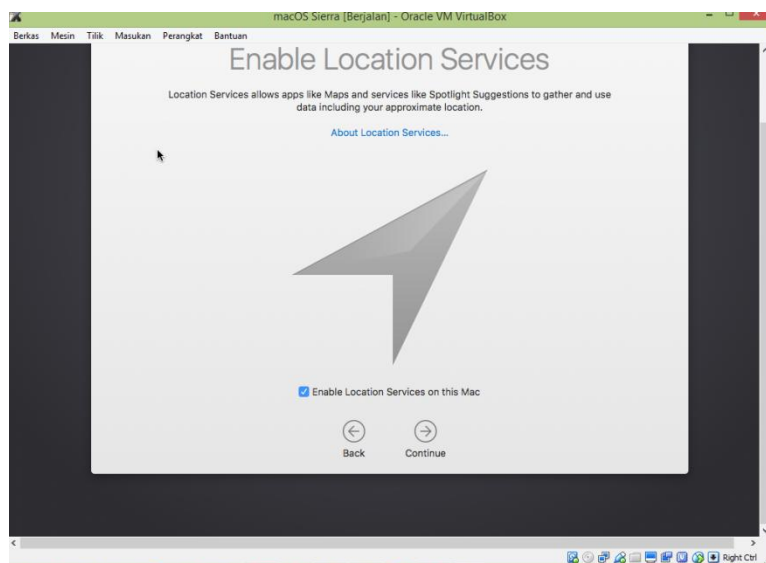 macOS Sierra [Berjalan] - Oracle VM VirtualBox
Berkas Mesin Tilik Masukan Perangkat Bantuan
Enable Location Services
Location Services allows apps like Maps and services like Spotlight Suggestions to gather and use
data including your approximate location.
About Location Services...
Enable Location Services on this Mac
Back Continue
Right Ctrl